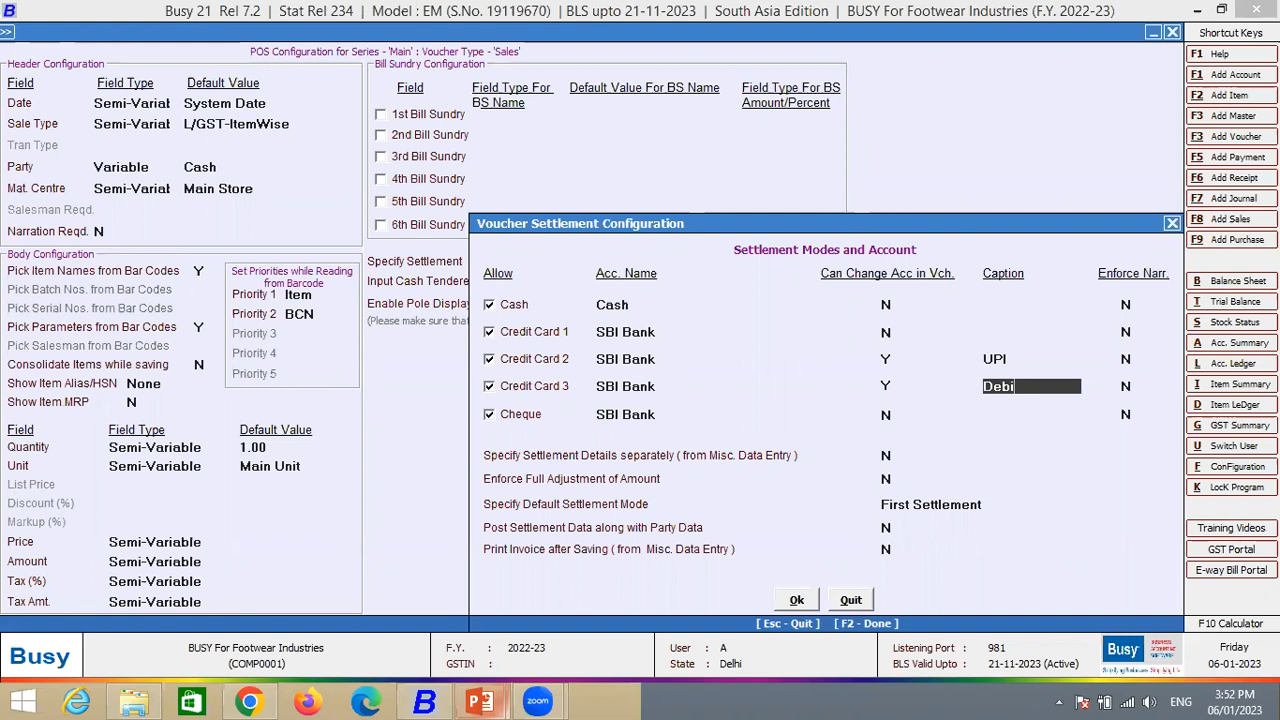 Busy 21 Rel 7.2 | Stat Rel 234 | Model : EM (S.No. 19119670) | BLS upto 21-11-2023 | South Asia Edition | BUSY For Footwear Industries (F.Y. 2022-23)
>>
Shortcut Keys
POS Configuration for Series - 'Main' : Voucher Type - 'Sales'
Header Configuration
Field Field Type Default Value
Date Semi-Variab System Date
Sale Type Semi-Variab L/GST-ItemWise
Tran Type
Party Variable Cash
Mat. Centre Semi-Variab Main Store
Salesman Reqd.
Narration Reqd. N
Bill Sundry Configuration
Field Field Type For BS Name Default Value For BS Name Field Type For BS Amount/Percent
1st Bill Sundry
2nd Bill Sundry
3rd Bill Sundry
4th Bill Sundry
5th Bill Sundry
6th Bill Sundry
Specify Settlement
Input Cash Tendere
Enable Pole Display
(Please make sure that
Body Configuration
Pick Item Names from Bar Codes Y
Pick Batch Nos. from Bar Codes
Pick Serial Nos. from Bar Codes
Pick Parameters from Bar Codes Y
Pick Salesman from Bar Codes
Consolidate Items while saving N
Show Item Alias/HSN None
Show Item MRP N
Set Priorities while Reading
from Barcode
Priority 1 Item
Priority 2 BCN
Priority 3
Priority 4
Priority 5
Field Field Type Default Value
Quantity Semi-Variable 1.00
Unit Semi-Variable Main Unit
List Price
Discount (%)
Markup (%)
Price Semi-Variable
Amount Semi-Variable
Tax (%) Semi-Variable
Tax Amt. Semi-Variable
Voucher Settlement Configuration
Settlement Modes and Account
Allow Acc. Name Can Change Acc in Vch. Caption Enforce Narr.
Cash Cash N N
Credit Card 1 SBI Bank N N
Credit Card 2 SBI Bank Y UPI N
Credit Card 3 SBI Bank Y Debi N
Cheque SBI Bank N N
Specify Settlement Details separately ( from Misc. Data Entry ) N
Enforce Full Adjustment of Amount N
Specify Default Settlement Mode First Settlement
Post Settlement Data along with Party Data N
Print Invoice after Saving ( from Misc. Data Entry ) N
Ok Quit
[ Esc - Quit ] [ F2 - Done ]
F1 Help
F1 Add Account
F2 Add Item
F3 Add Master
F3 Add Voucher
F5 Add Payment
F6 Add Receipt
F7 Add Journal
F8 Add Sales
F9 Add Purchase
B Balance Sheet
T Trial Balance
S Stock Status
A Acc. Summary
L Acc. Ledger
I Item Summary
D Item LeDger
G GST Summary
U Switch User
F ConFiguration
K LocK Program
Training Videos
GST Portal
E-way Bill Portal
F10 Calculator
Busy
BUSY For Footwear Industries
(COMP0001)
F.Y. : 2022-23
GSTIN :
User : A
State : Delhi
Listening Port : 981
BLS Valid Upto : 21-11-2023 (Active)
Busy
Friday
06-01-2023
ENG
3:52 PM
06/01/2023
zoom